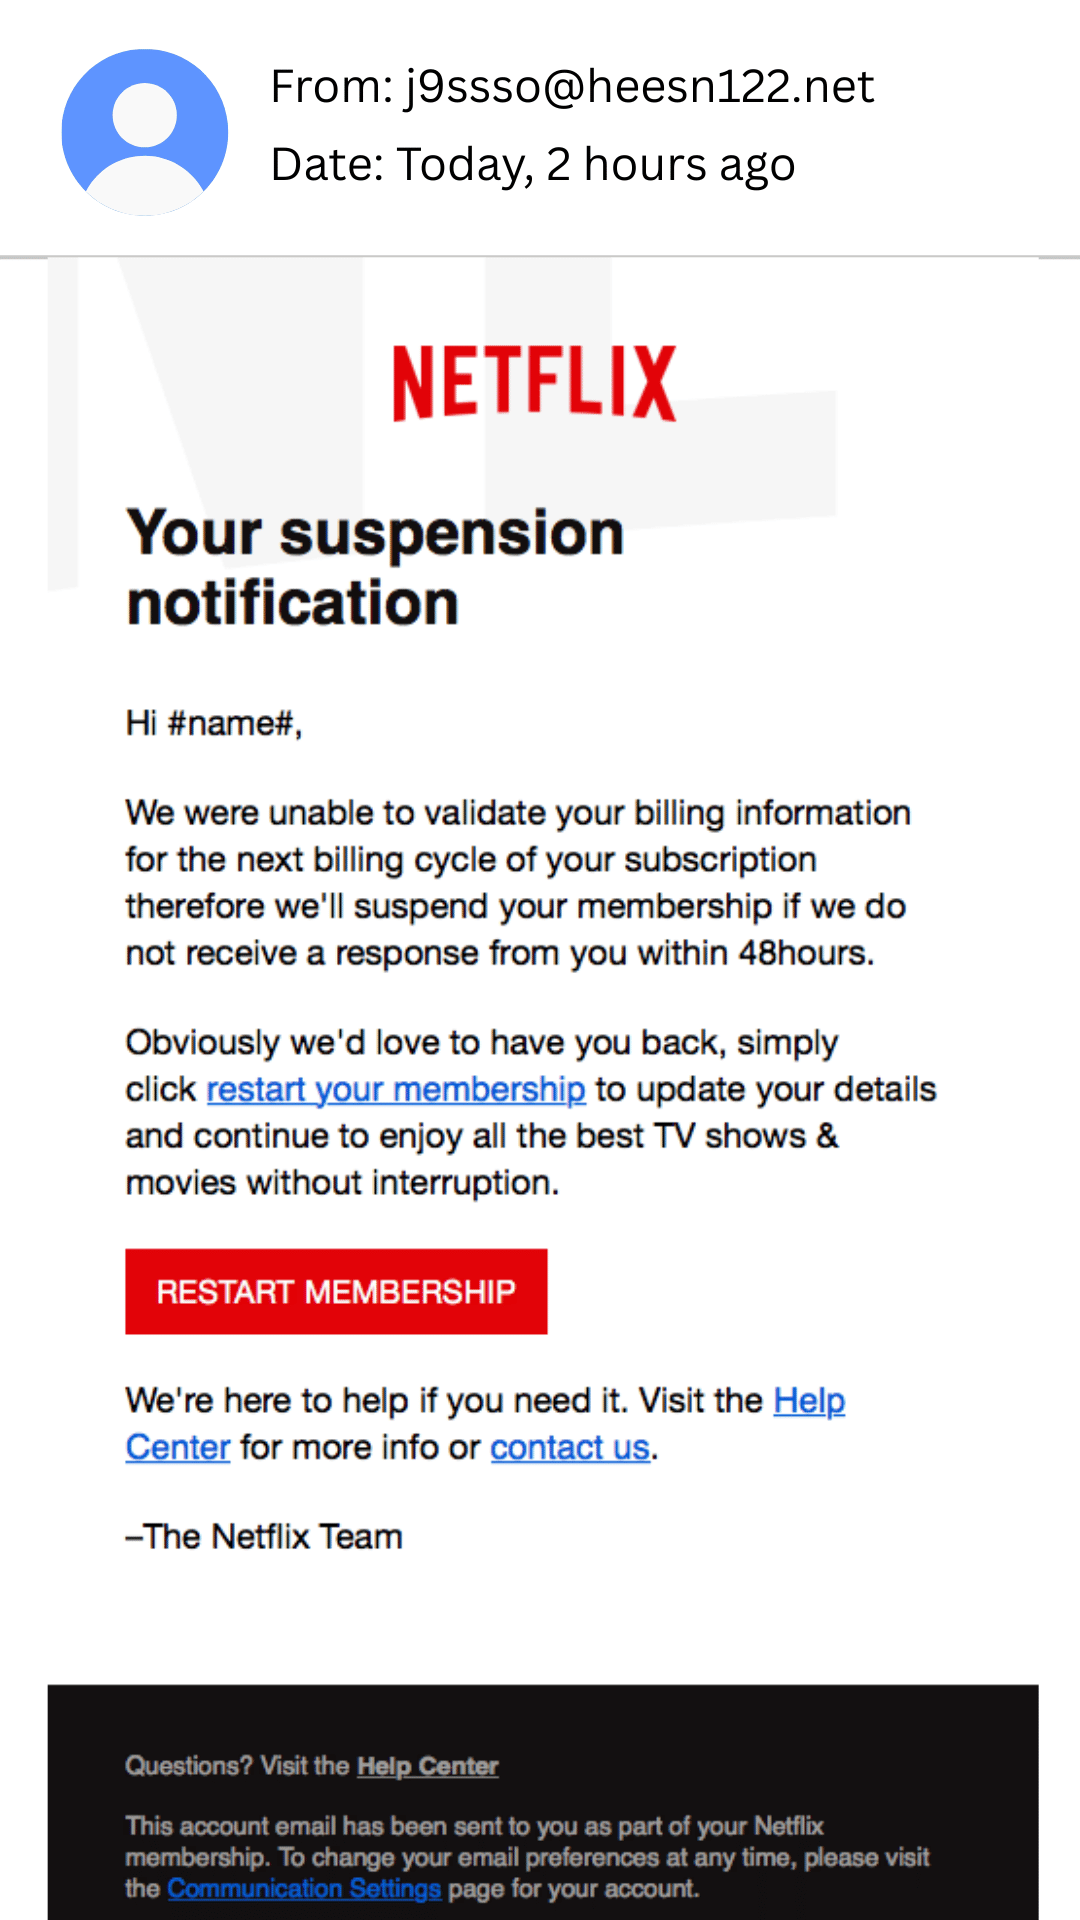 From: j9ssso@heesn122.net
Date: Today, 2 hours ago
NETFLIX
Your suspension
notification
Hi #name#,
We were unable to validate your billing information
for the next billing cycle of your subscription
therefore we'll suspend your membership if we do
not receive a response from you within 48hours.
Obviously we'd love to have you back, simply
click restart your membership to update your details
and continue to enjoy all the best TV shows &
movies without interruption.
RESTART MEMBERSHIP
We're here to help if you need it. Visit the Help
Center for more info or contact us.
–The Netflix Team
Questions? Visit the Help Center
This account email has been sent to you as part of your Netflix
membership. To change your email preferences at any time, please visit
the Communication Settings page for your account.